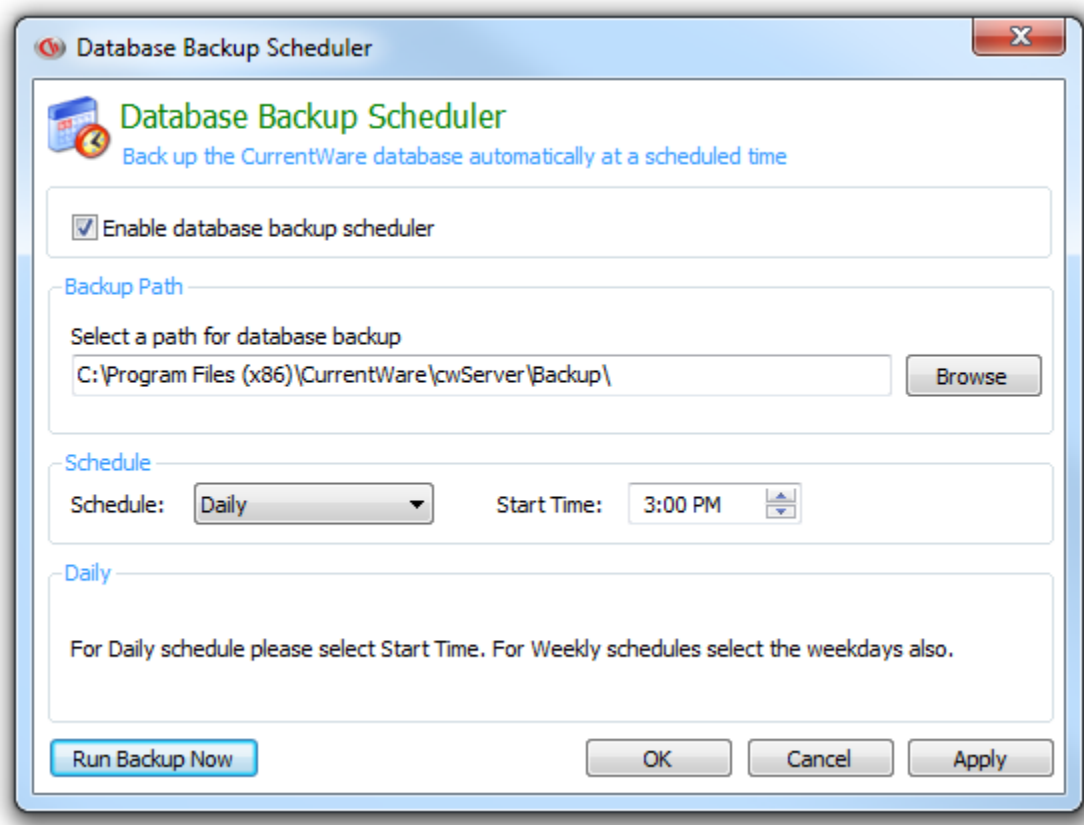 Database Backup Scheduler
Database Backup Scheduler
Back up the CurrentWare database automatically at a scheduled time
Enable database backup scheduler
Backup Path
Select a path for database backup
C:\Program Files (x86)\CurrentWare\cwServer\Backup\
Browse
Schedule
Schedule: Daily Start Time: 3:00 PM
Daily
For Daily schedule please select Start Time. For Weekly schedules select the weekdays also.
Run Backup Now OK Cancel Apply